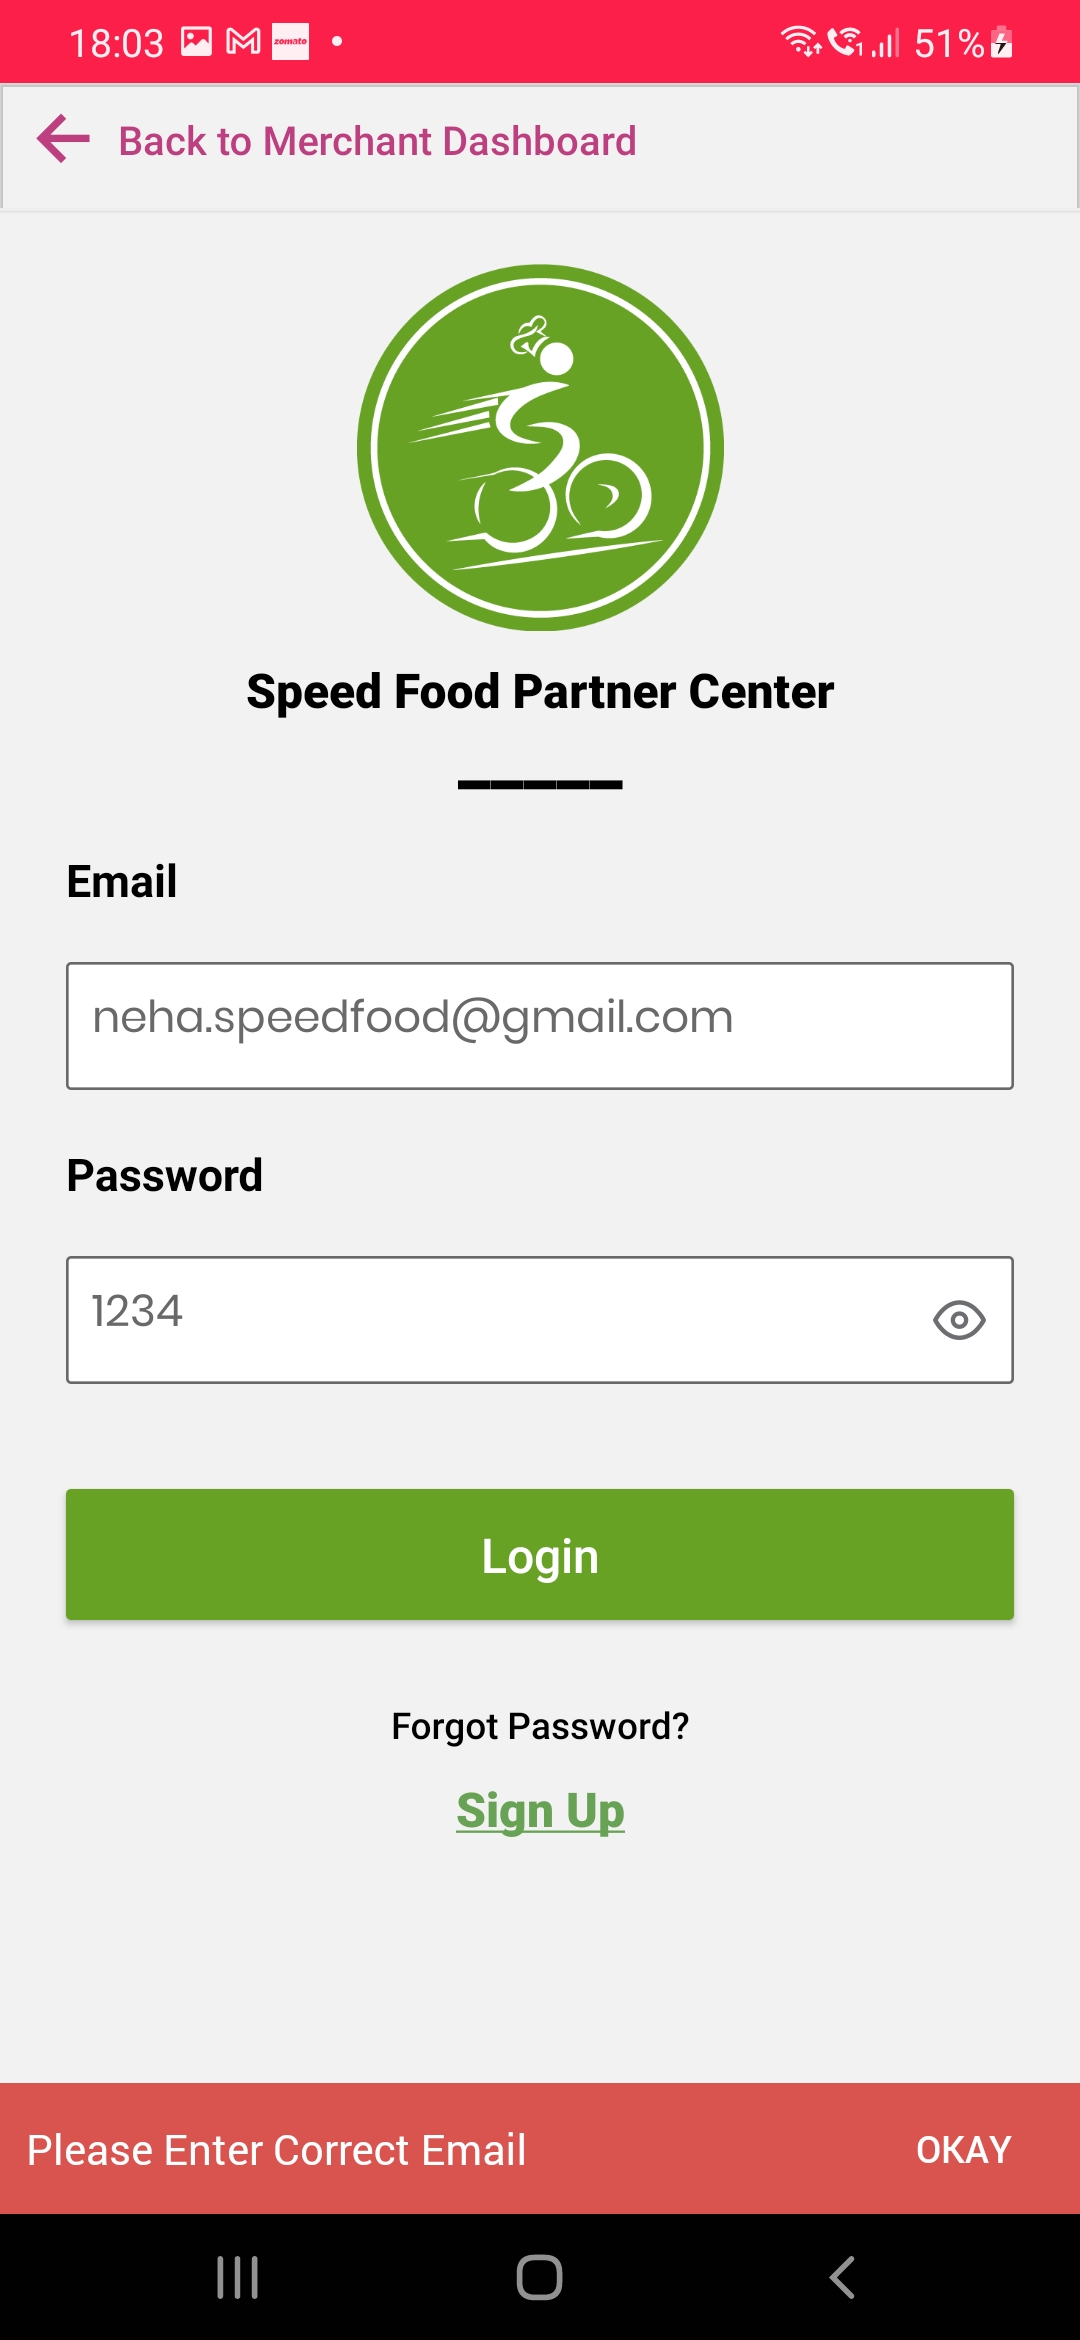 18:03 zomato 51%
Back to Merchant Dashboard
Speed Food Partner Center
Email
neha.speedfood@gmail.com
Password
1234
Login
Forgot Password?
Sign Up
Please Enter Correct Email OKAY